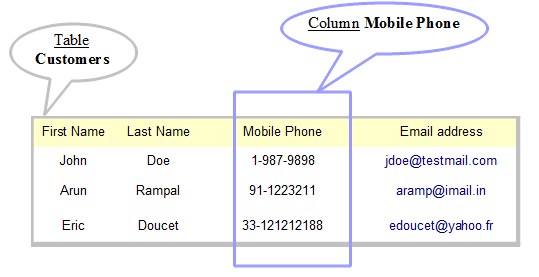 Table
Customers
Column Mobile Phone
First Name Last Name Mobile Phone Email address
John Doe 1-987-9898 jdoe@testmail.com
Arun Rampal 91-1223211 aramp@imail.in
Eric Doucet 33-121212188 edoucet@yahoo.fr